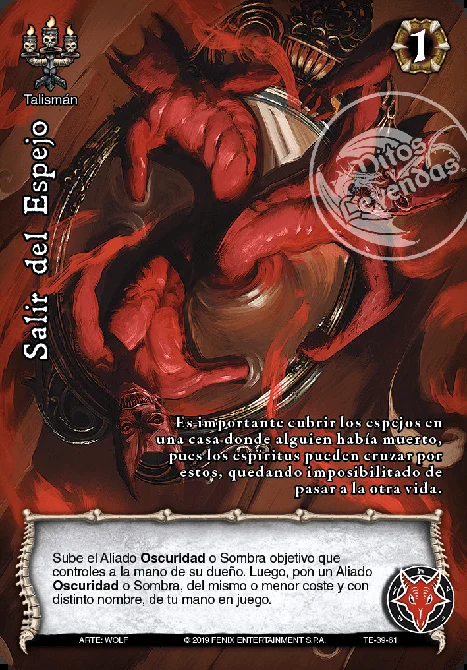 Talismán
1
Salir del Espejo
Mitos y
Leyendas
Es importante cubrir los espejos en
una casa donde alguien había muerto,
pues los espíritus pueden cruzar por
estos, quedando imposibilitado de
pasar a la otra vida.
Sube el Aliado Oscuridad o Sombra objetivo que
controles a la mano de su dueño. Luego, pon un Aliado
Oscuridad o Sombra, del mismo o menor coste y con
distinto nombre, de tu mano en juego.
ARTE: WOLF © 2019 FENIX ENTERTAINMENT S.P.A. TE-39-61